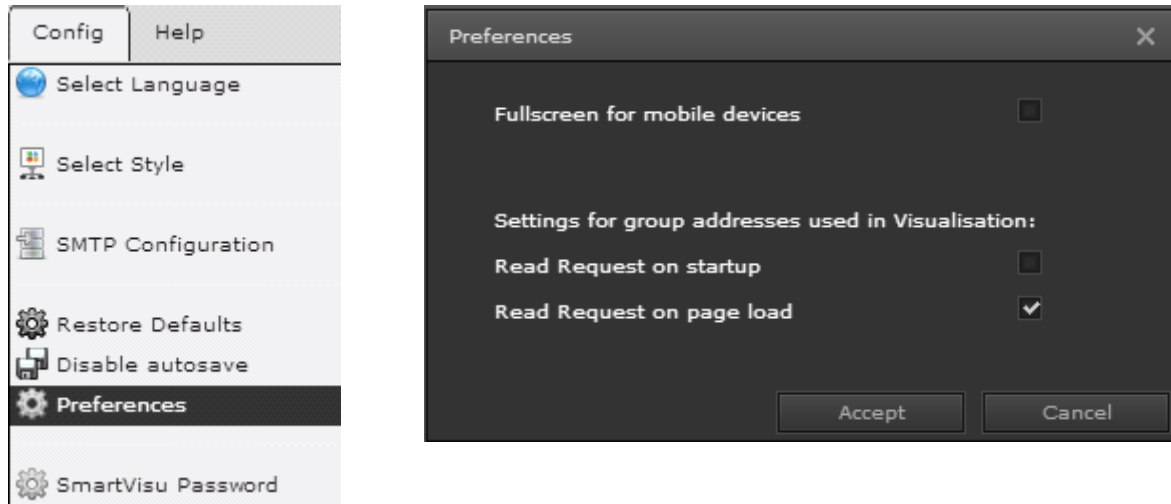 Config Help
Select Language
Select Style
SMTP Configuration
Restore Defaults
Disable autosave
Preferences
SmartVisu Password
Preferences
Fullscreen for mobile devices
Settings for group addresses used in Visualisation:
Read Request on startup
Read Request on page load
Accept Cancel